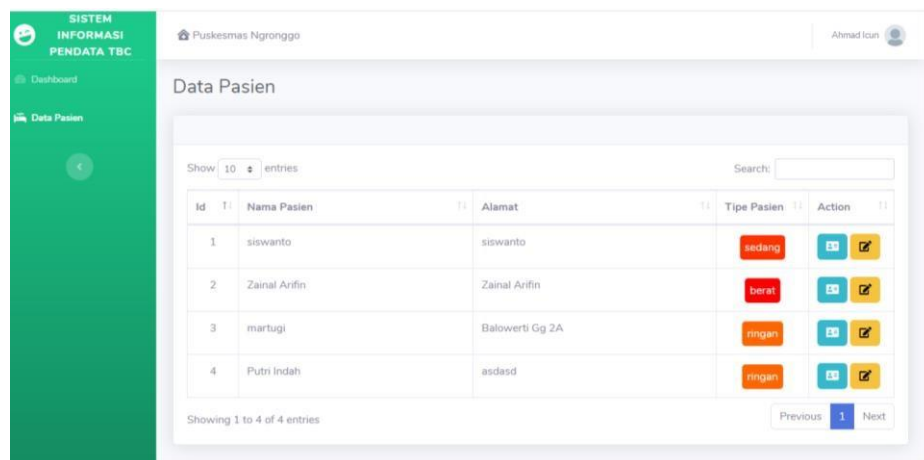 SISTEM
INFORMASI
PENDATA TBC
Dashboard
Data Pasien
Puskesmas Ngronggo
Ahmad Icun
Data Pasien
Show 10 entries
Search:
Id Nama Pasien Alamat Tipe Pasien Action
1 siswanto siswanto sedang
2 Zainal Arifin Zainal Arifin berat
3 martugi Balowerti Gg 2A ringan
4 Putri Indah asdasd ringan
Showing 1 to 4 of 4 entries
Previous 1 Next